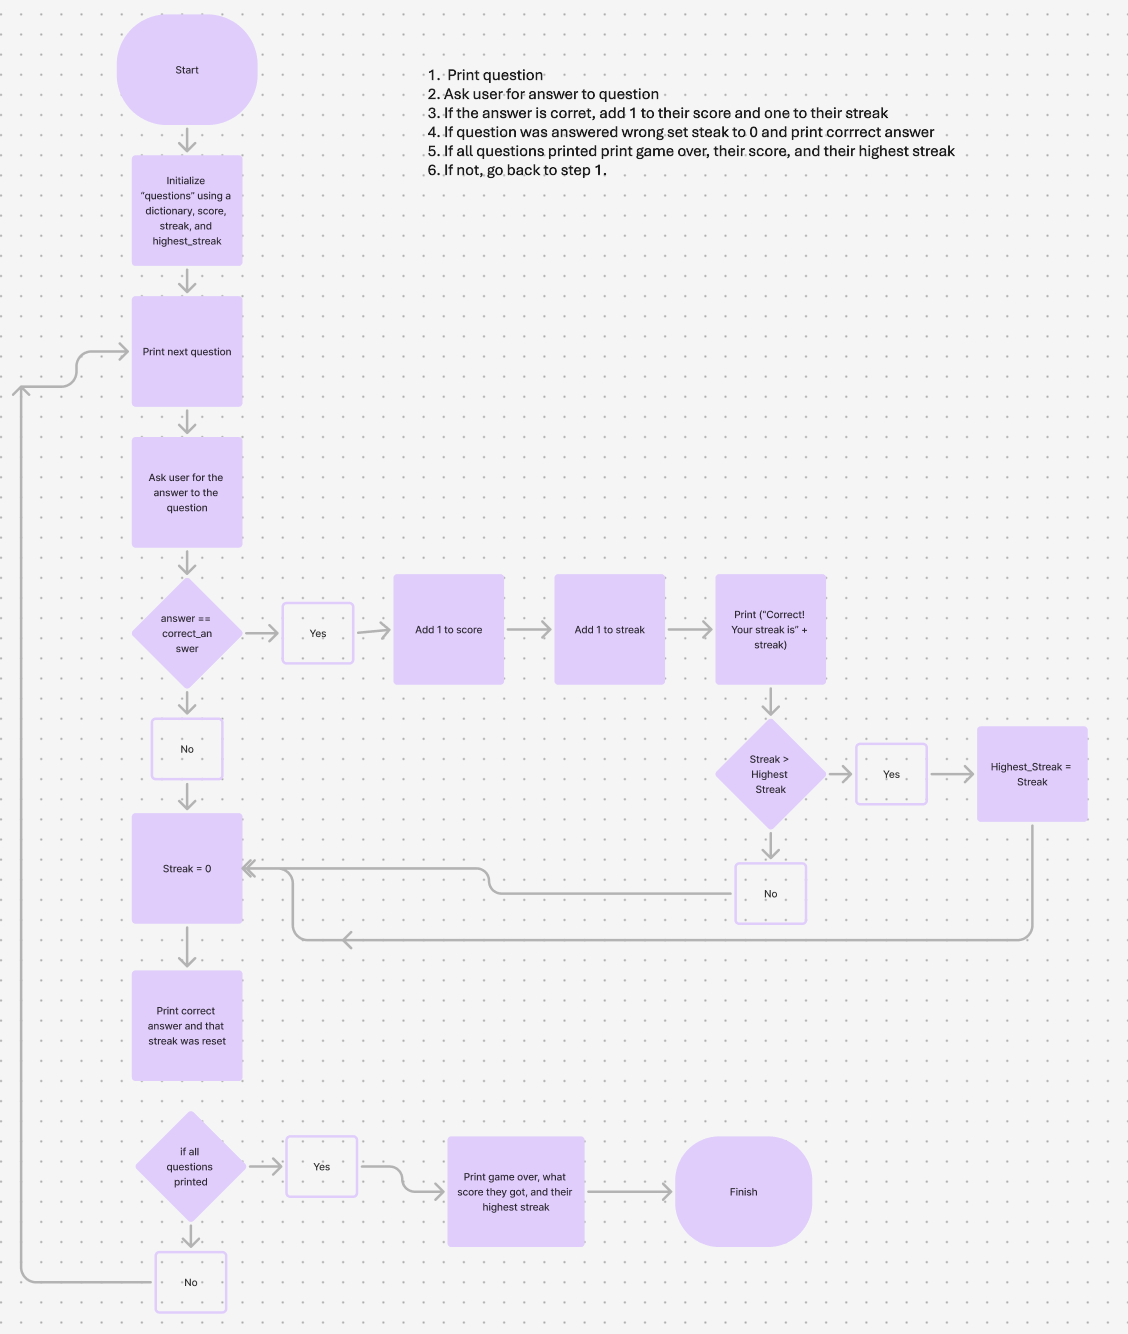 Start
1. Print question
2. Ask user for answer to question
3. If the answer is corret, add 1 to their score and one to their streak
4. If question was answered wrong set steak to 0 and print corrrect answer
5. If all questions printed print game over, their score, and their highest streak
6. If not, go back to step 1.
Initialize
"questions" using a
dictionary, score,
streak, and
highest_streak
Print next question
Ask user for the
answer to the
question
answer ==
correct_an
swer
Yes
Add 1 to score
Add 1 to streak
Print ("Correct!
Your streak is" +
streak)
No
Streak >
Highest
Streak
Yes
Highest_Streak =
Streak
No
Streak = 0
Print correct
answer and that
streak was reset
if all
questions
printed
Yes
Print game over, what
score they got, and their
highest streak
Finish
No